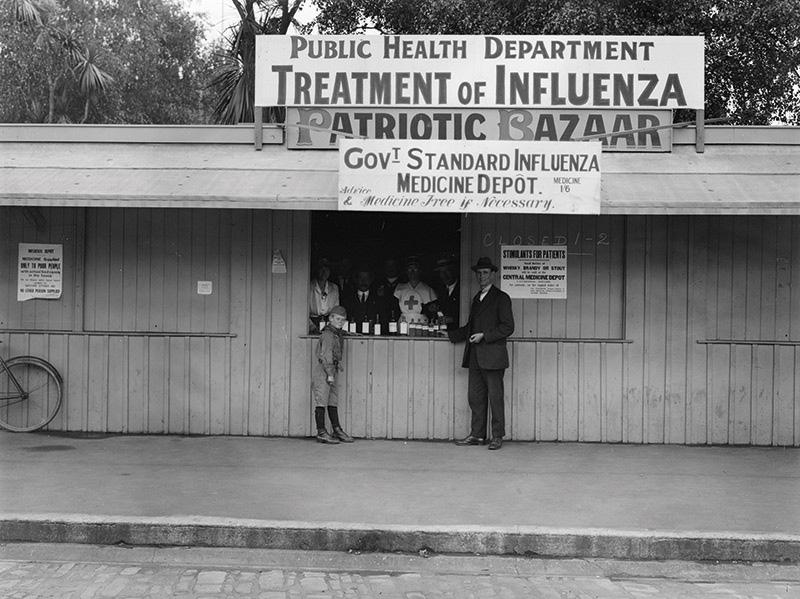 PUBLIC HEALTH DEPARTMENT
TREATMENT OF INFLUENZA
PATRIOTIC BAZAAR
GOVT STANDARD INFLUENZA
MEDICINE DEPÔT. MEDICINE 1/6
Advice
& Medicine Free if Necessary.
MEDICINE Supplied
ONLY TO POOR PEOPLE
NO OTHER PERSON SUPPLIED
CLOSED 1-2
STIMULANTS FOR PATIENTS
WHISKY, BRANDY OR STOUT
CENTRAL MEDICINE DEPOT